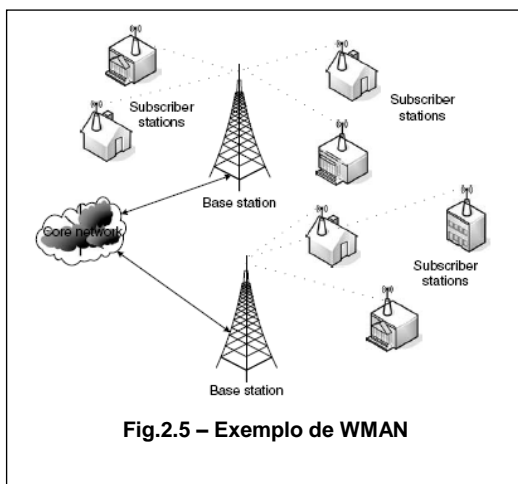 Subscriber
stations
Subscriber
stations
Base station
Core network
Subscriber
stations
Base station
Fig.2.5 – Exemplo de WMAN